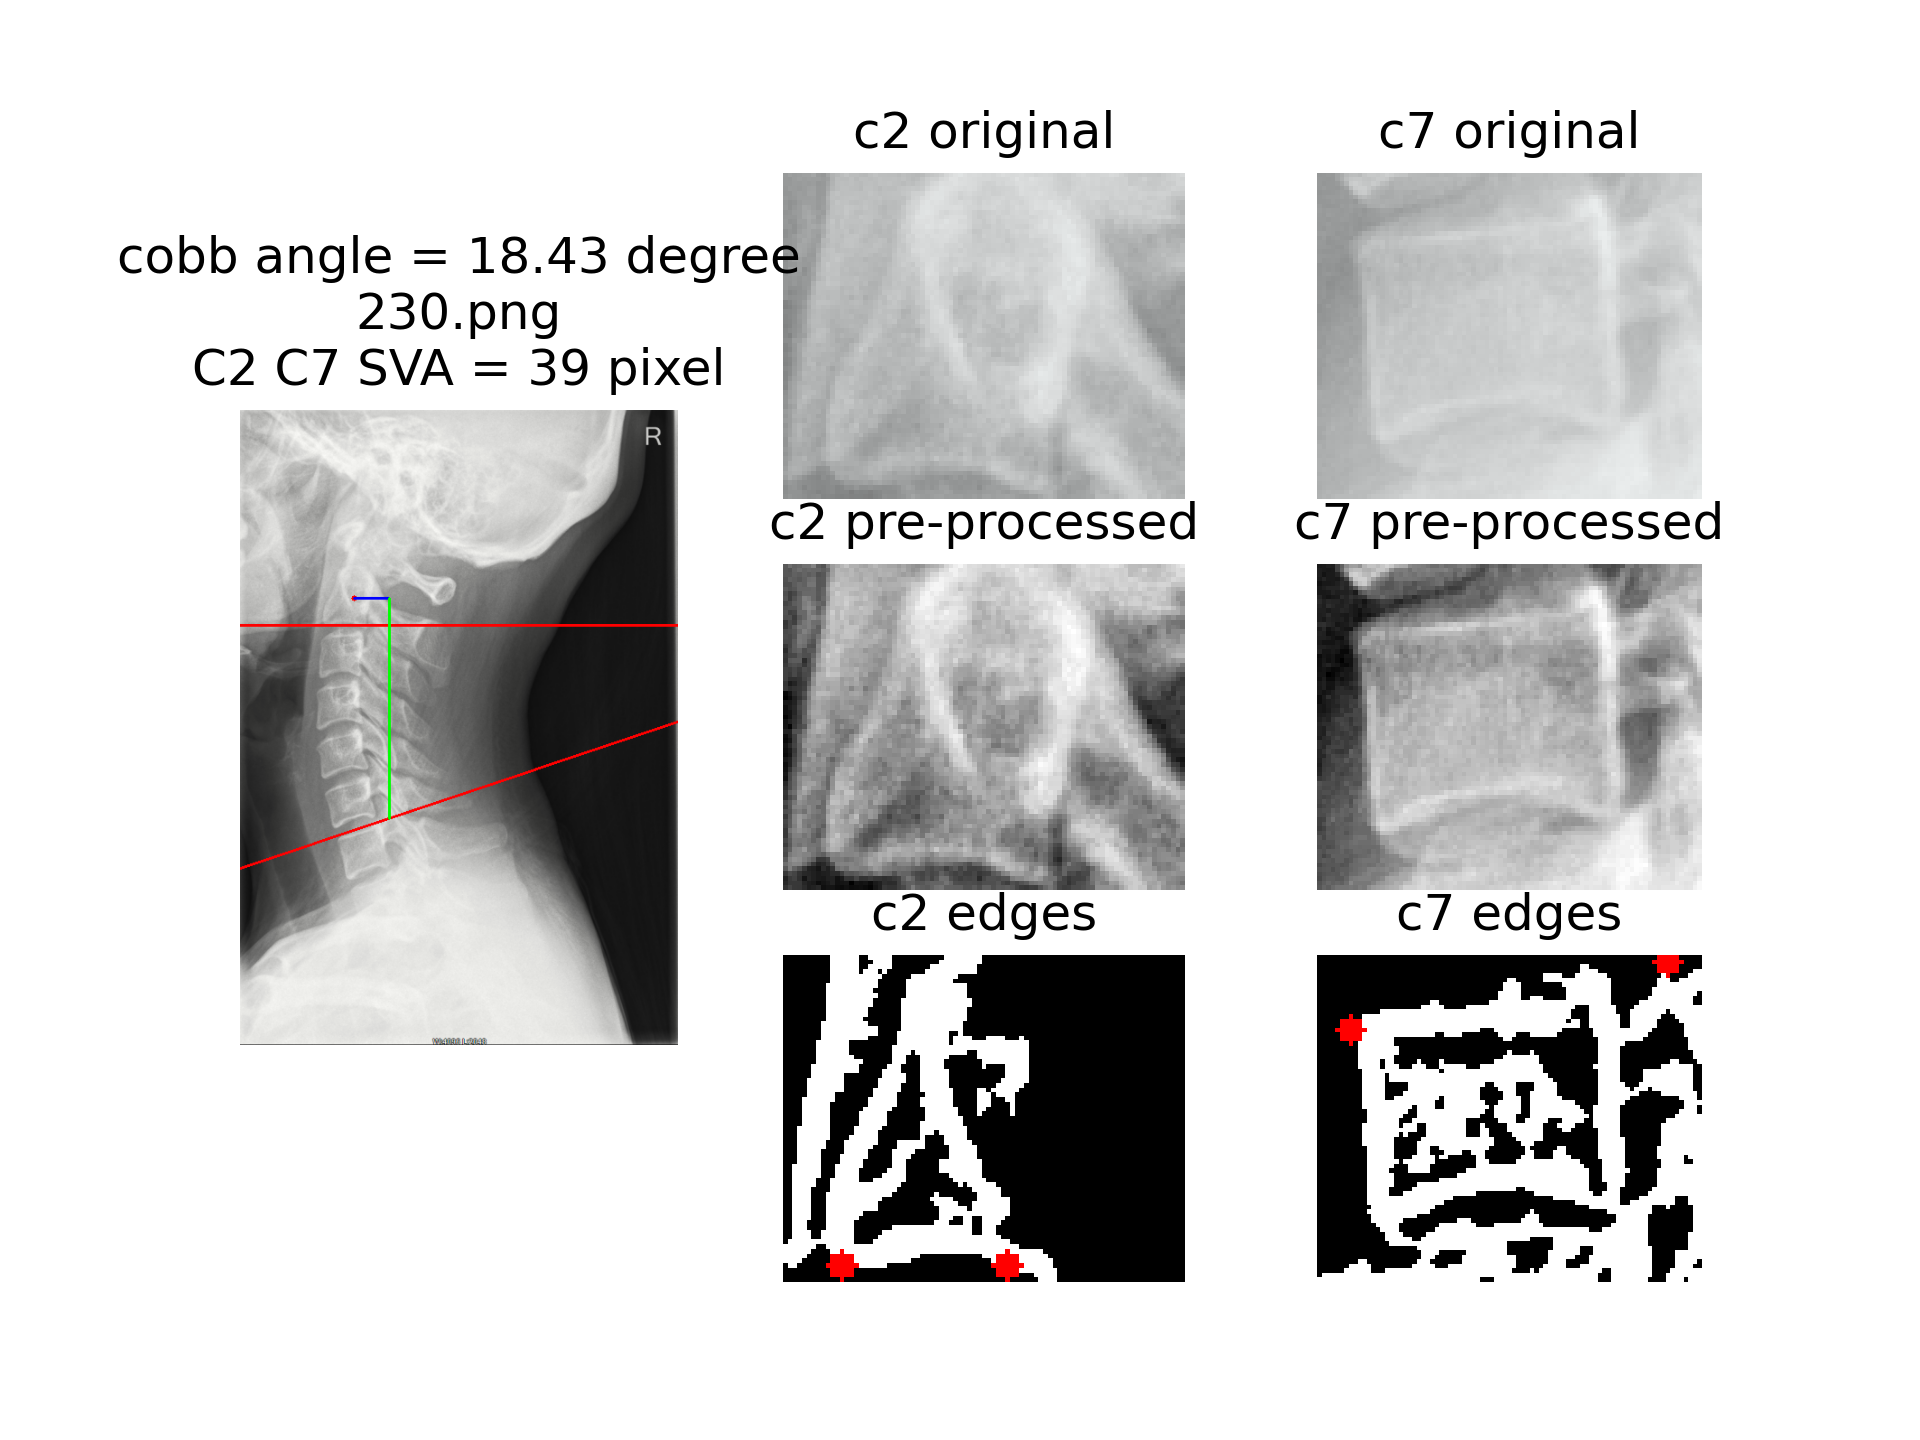 cobb angle = 18.43 degree
230.png
C2 C7 SVA = 39 pixel
R
c2 original
c7 original
c2 pre-processed
c7 pre-processed
c2 edges
c7 edges